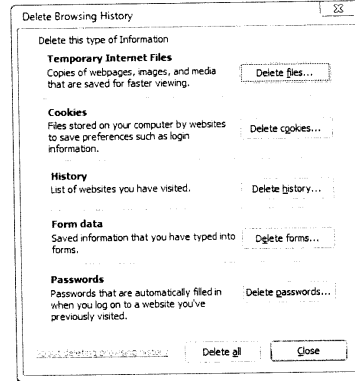 Delete Browsing History
Delete this type of Information
Temporary Internet Files
Copies of webpages, images, and media
that are saved for faster viewing.
Delete files...
Cookies
Files stored on your computer by websites
to save preferences such as login
information.
Delete cookies...
History
List of websites you have visited.
Delete history...
Form data
Saved information that you have typed into
forms.
Delete forms...
Passwords
Passwords that are automatically filled in
when you log on to a website you've
previously visited.
Delete passwords...
About deleting browsing history
Delete all
Close